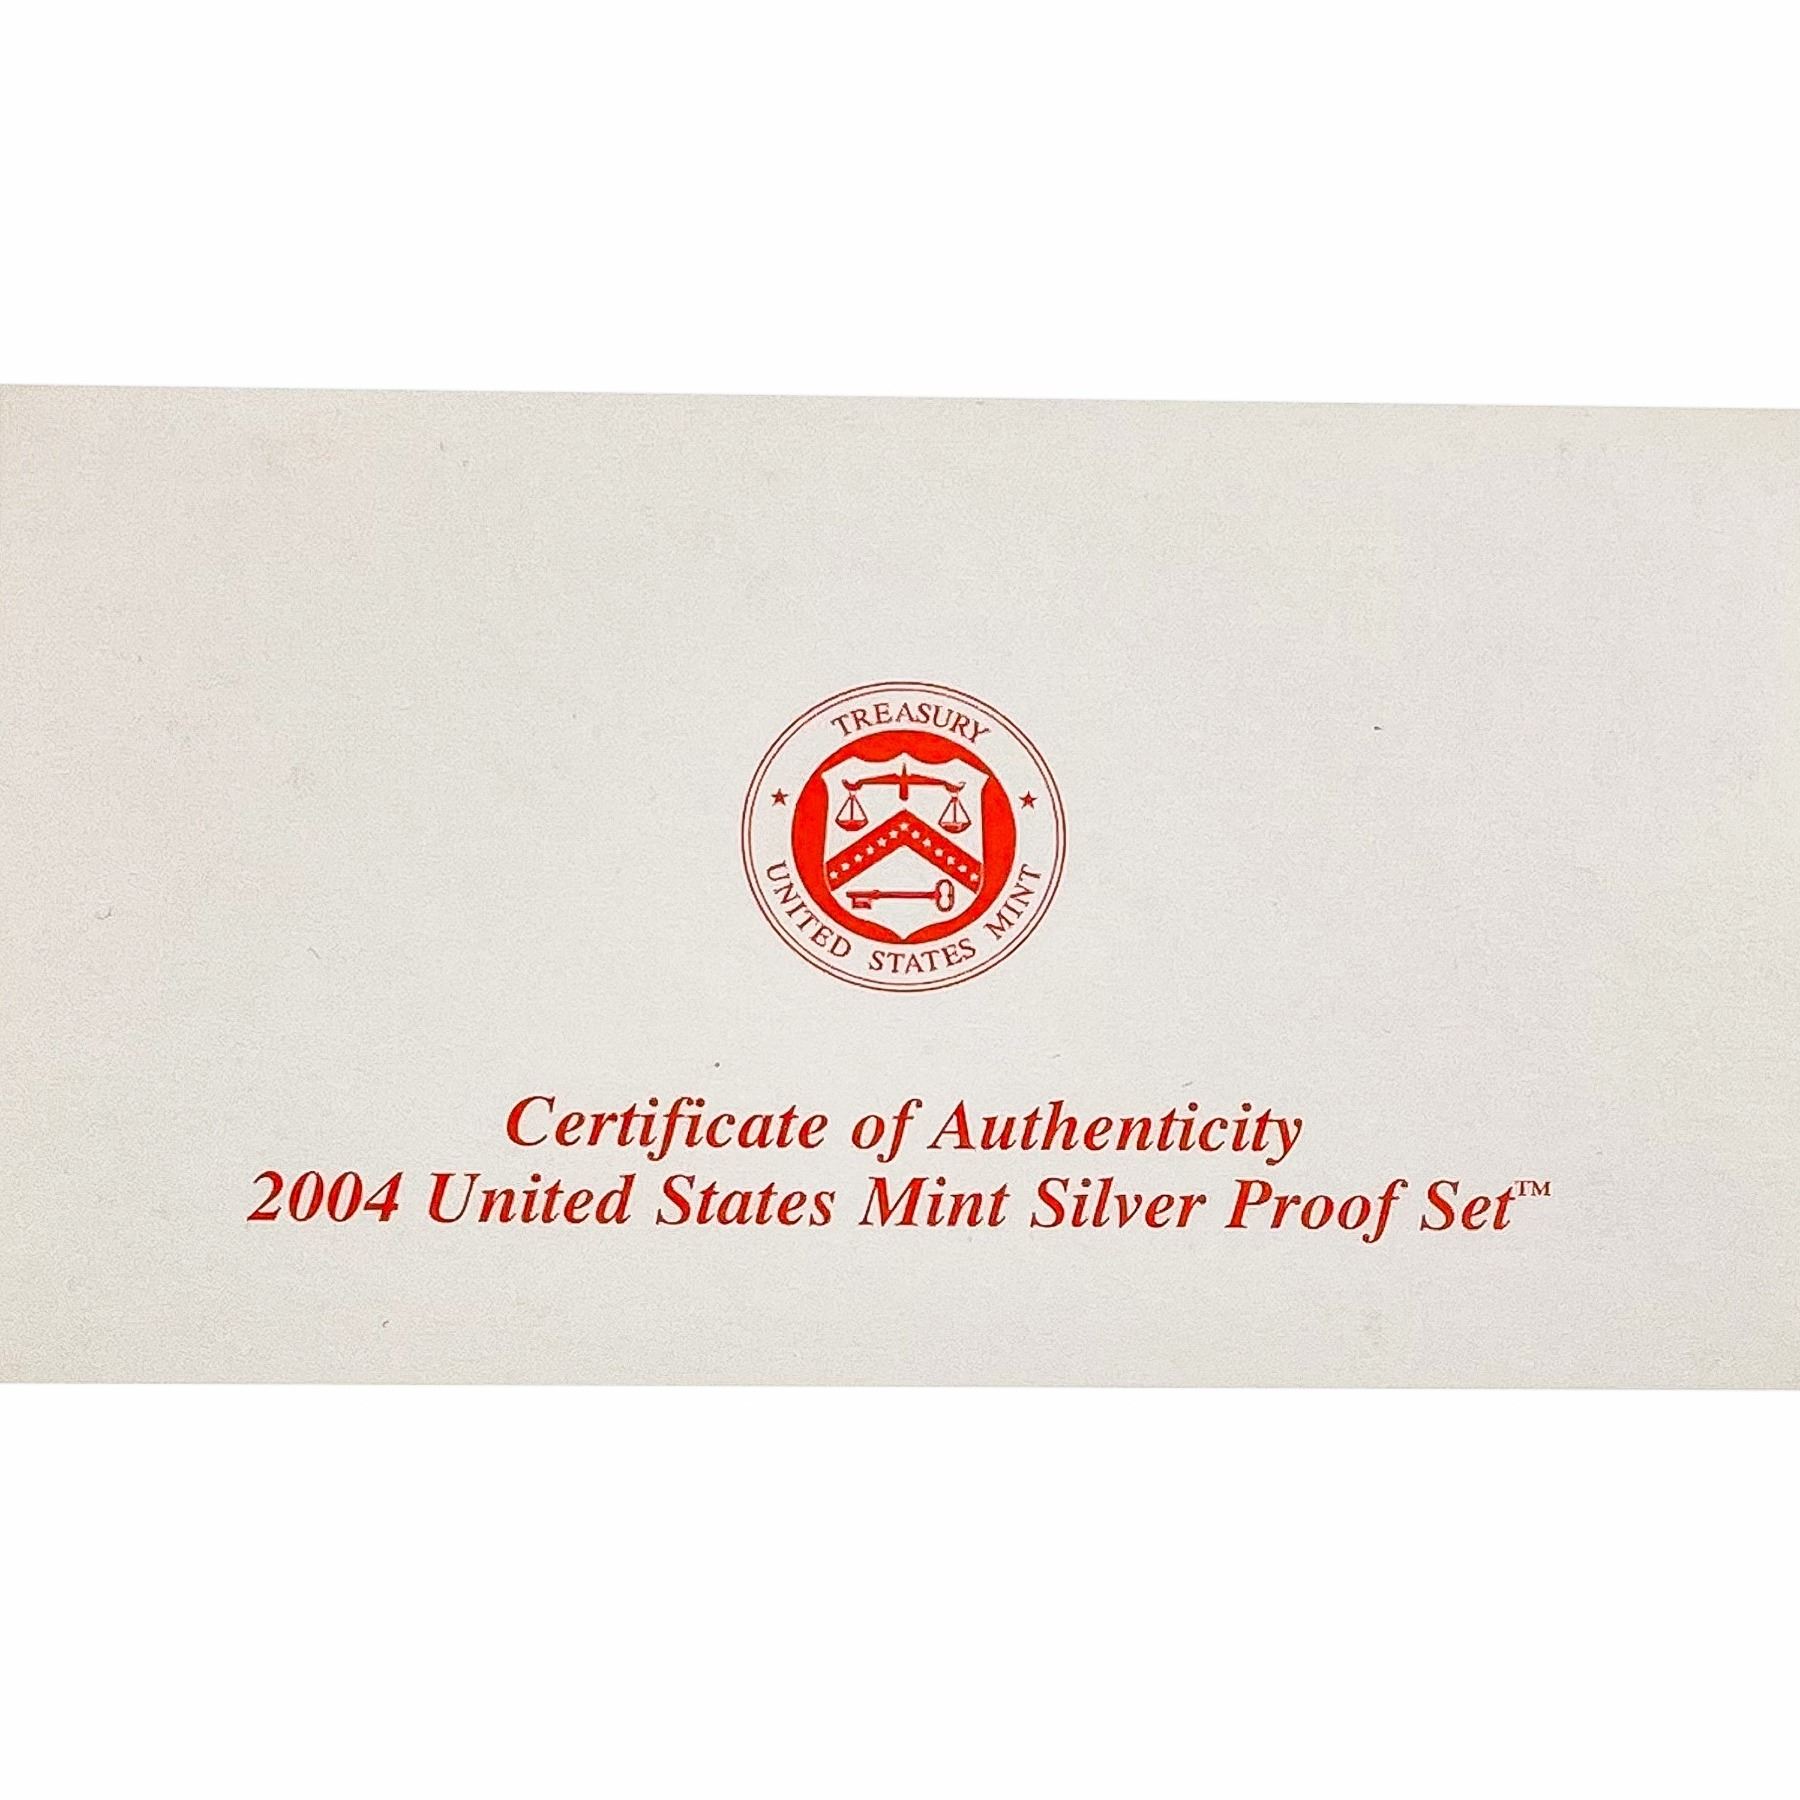 TREASURY
UNITED STATES MINT
Certificate of Authenticity
2004 United States Mint Silver Proof Set™